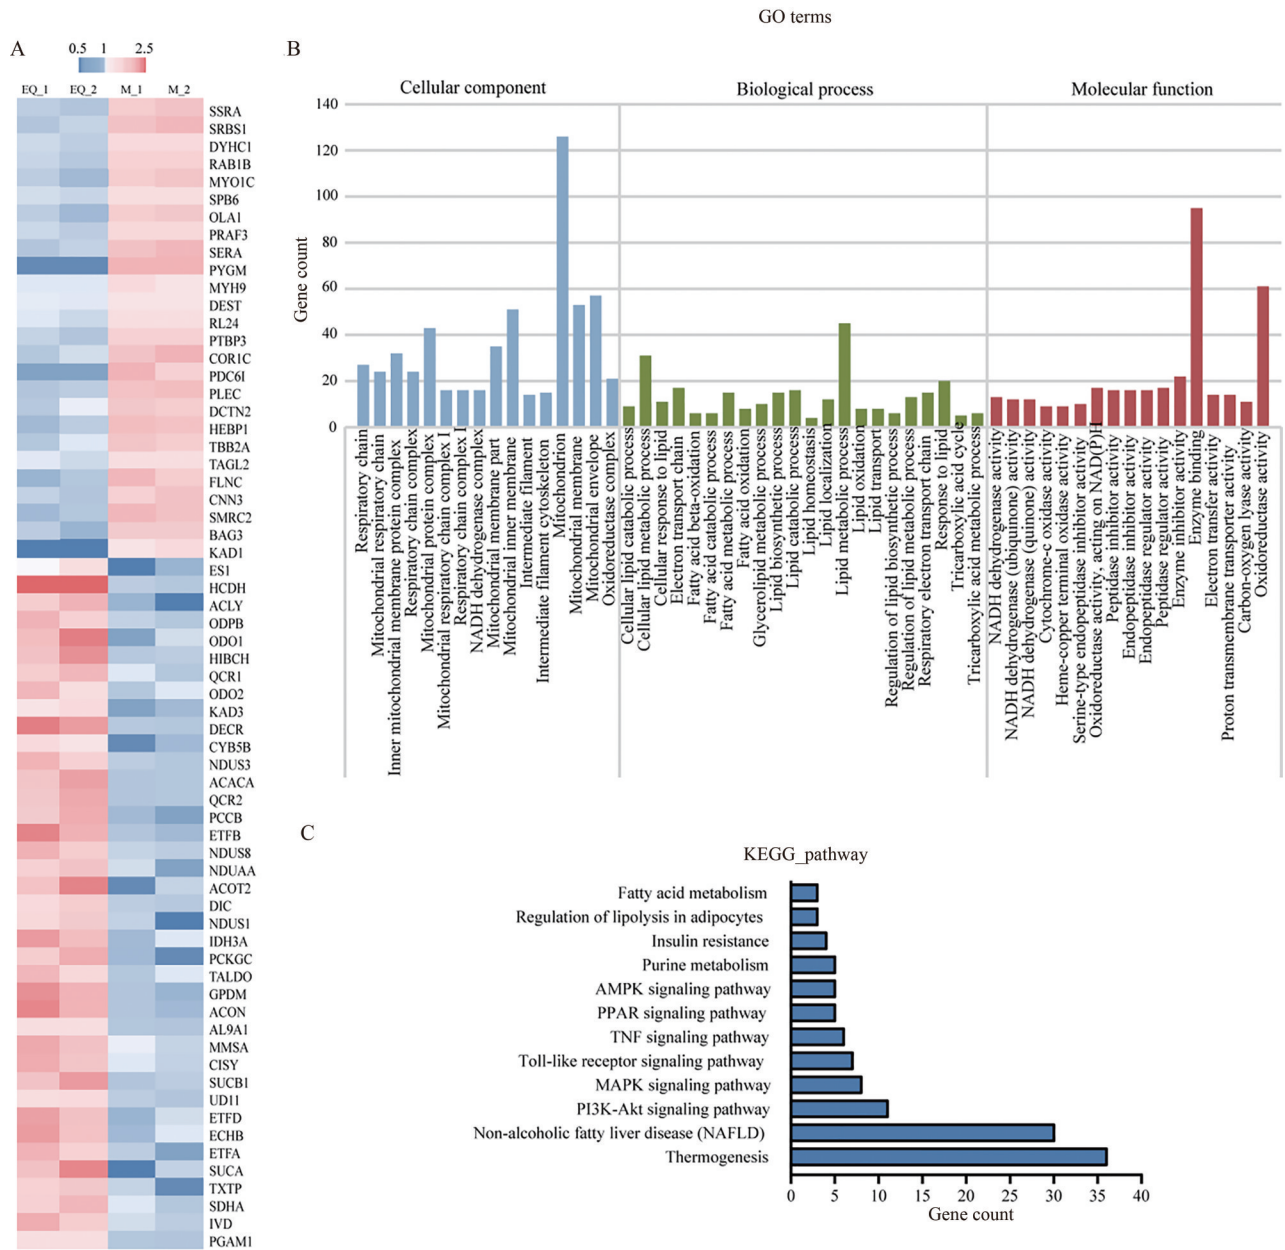 GO terms
A
0.5 1 2.5
EQ_1 EQ_2 M_1 M_2
SSRA
SRBS1
DYHC1
RAB1B
MYO1C
SPB6
OLA1
PRAF3
SERA
PYGM
MYH9
DEST
RL24
PTBP3
COR1C
PDC6I
PLEC
DCTN2
HEBP1
TBB2A
TAGL2
FLNC
CNN3
SMRC2
BAG3
KAD1
ES1
HCDH
ACLY
ODPB
ODO1
HIBCH
QCR1
ODO2
KAD3
DECR
CYB5B
NDUS3
ACACA
QCR2
PCCB
ETFB
NDUS8
NDUAA
ACOT2
DIC
NDUS1
IDH3A
PCKGC
TALDO
GPDM
ACON
AL9A1
MMSA
CISY
SUCB1
UD11
ETFD
ECHB
ETFA
SUCA
TXTP
SDHA
IVD
PGAM1
B
Cellular component
Biological process
Molecular function
Gene count
140
120
100
80
60
40
20
0
Respiratory chain
Mitochondrial respiratory chain
Inner mitochondrial membrane protein complex
Respiratory chain complex
Mitochondrial protein complex
Mitochondrial respiratory chain complex I
Respiratory chain complex I
NADH dehydrogenase complex
Mitochondrial membrane part
Mitochondrial inner membrane
Intermediate filament
Intermediate filament cytoskeleton
Mitochondrion
Mitochondrial membrane
Mitochondrial envelope
Oxidoreductase complex
Cellular lipid catabolic process
Cellular lipid metabolic process
Cellular response to lipid
Electron transport chain
Fatty acid beta-oxidation
Fatty acid catabolic process
Fatty acid metabolic process
Fatty acid oxidation
Glycerolipid metabolic process
Lipid biosynthetic process
Lipid catabolic process
Lipid homeostasis
Lipid localization
Lipid metabolic process
Lipid oxidation
Lipid transport
Regulation of lipid biosynthetic process
Regulation of lipid metabolic process
Respiratory electron transport chain
Response to lipid
Tricarboxylic acid cycle
Tricarboxylic acid metabolic process
NADH dehydrogenase activity
NADH dehydrogenase (ubiquinone) activity
NADH dehydrogenase (quinone) activity
Cytochrome-c oxidase activity
Heme-copper terminal oxidase activity
Serine-type endopeptidase inhibitor activity
Oxidoreductase activity, acting on NAD(P)H
Peptidase inhibitor activity
Endopeptidase inhibitor activity
Endopeptidase regulator activity
Peptidase regulator activity
Enzyme inhibitor activity
Enzyme binding
Electron transfer activity
Proton transmembrane transporter activity
Carbon-oxygen lyase activity
Oxidoreductase activity
C
KEGG_pathway
Fatty acid metabolism
Regulation of lipolysis in adipocytes
Insulin resistance
Purine metabolism
AMPK signaling pathway
PPAR signaling pathway
TNF signaling pathway
Toll-like receptor signaling pathway
MAPK signaling pathway
PI3K-Akt signaling pathway
Non-alcoholic fatty liver disease (NAFLD)
Thermogenesis
0 5 10 15 20 25 30 35 40
Gene count